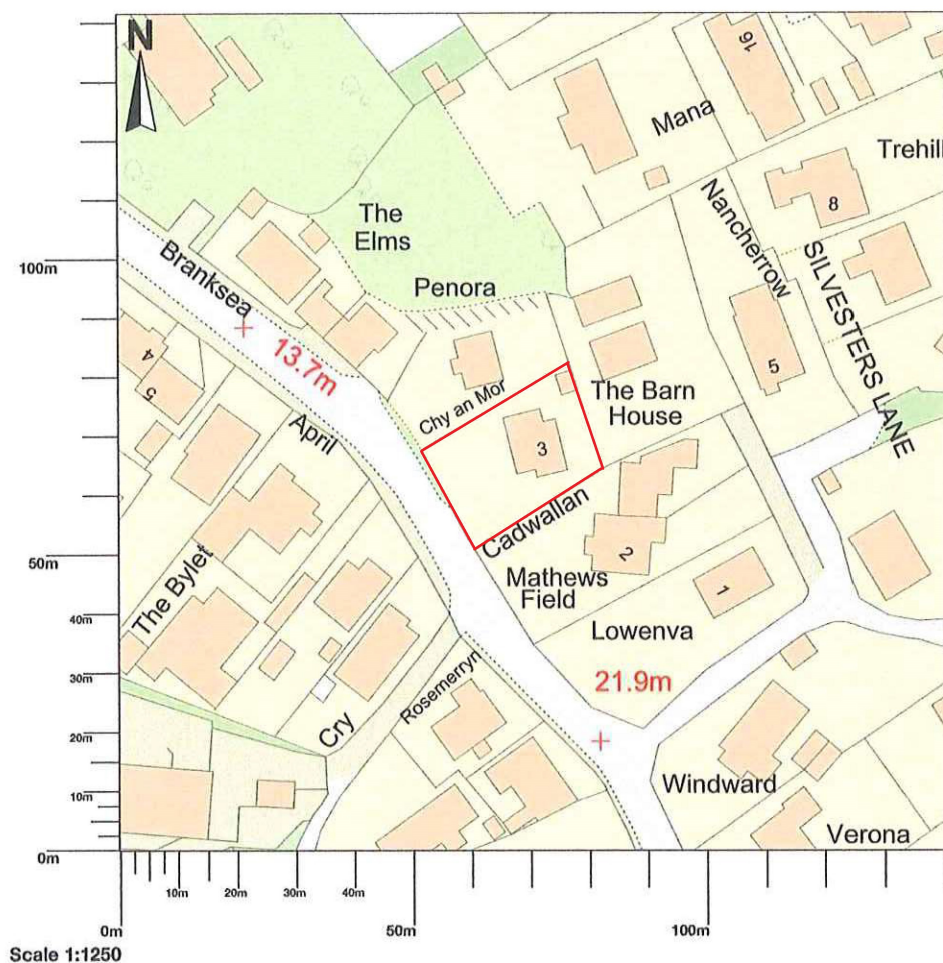 N
16
Mana
Trehill
The
Elms
Nancherrow
8
Branksea
Penora
SILVESTERS LANE
100m
13.7m
4
5
5
Chy an Mor
The Barn
House
April
3
Cadwallan
50m
2
Mathews
Field
1
The Bylet
40m
Lowenva
30m
21.9m
Rosemerryn
Cry
20m
Windward
10m
Verona
0m
10m
20m
30m
40m
0m
50m
100m
Scale 1:1250